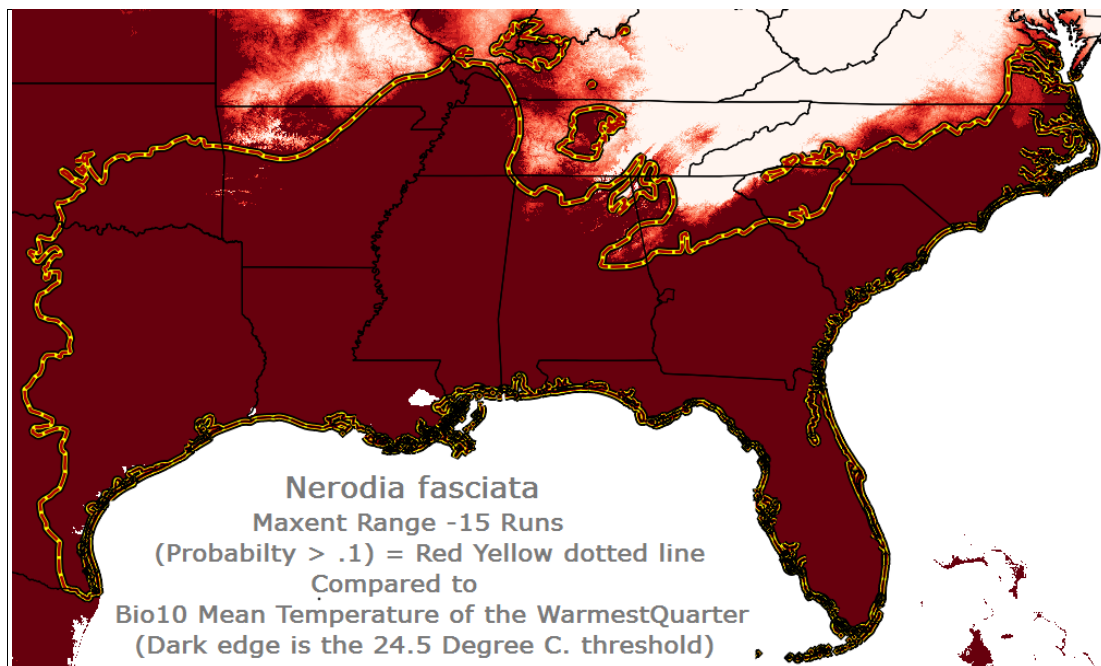 Nerodia fasciata
Maxent Range -15 Runs
(Probabilty > .1) = Red Yellow dotted line
Compared to
Bio10 Mean Temperature of the WarmestQuarter
(Dark edge is the 24.5 Degree C. threshold)